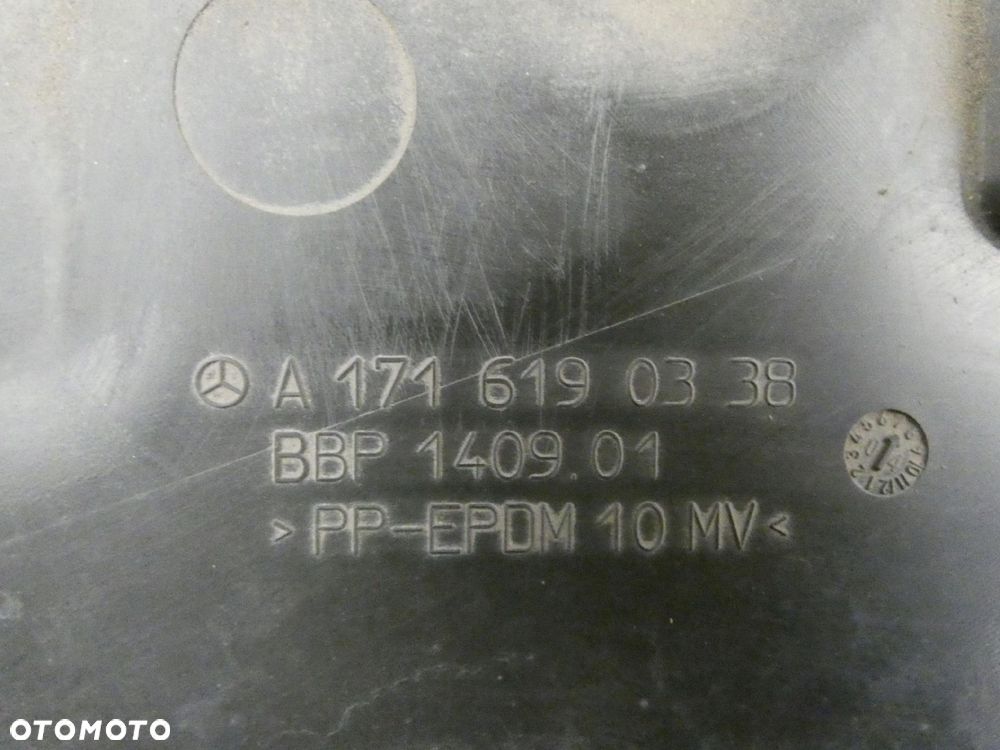 A 171 619 03 38
BBP 1409.01
>PP-EPDM 10 MV<
OTOMOTO